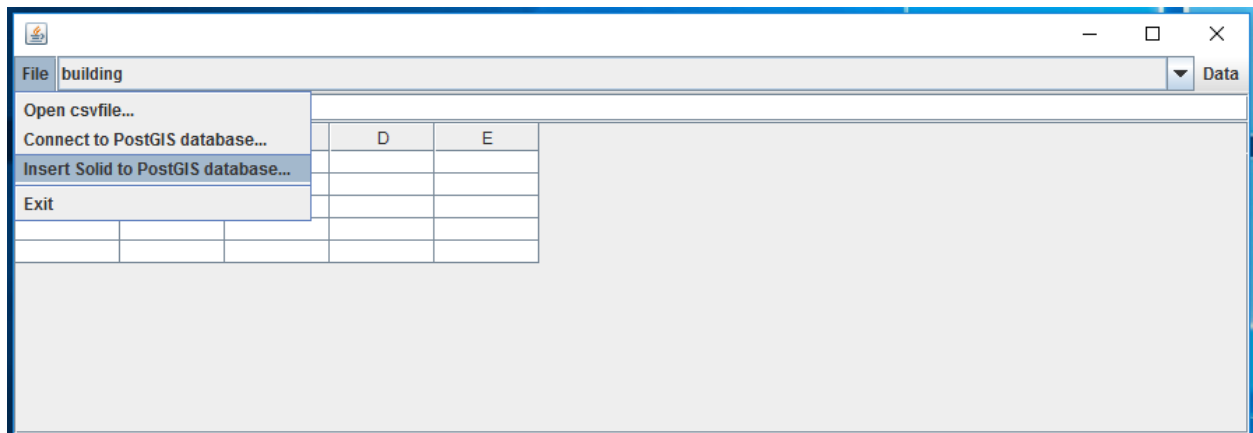 File building Data
Open csvfile...
Connect to PostGIS database...
D E
Insert Solid to PostGIS database...
Exit